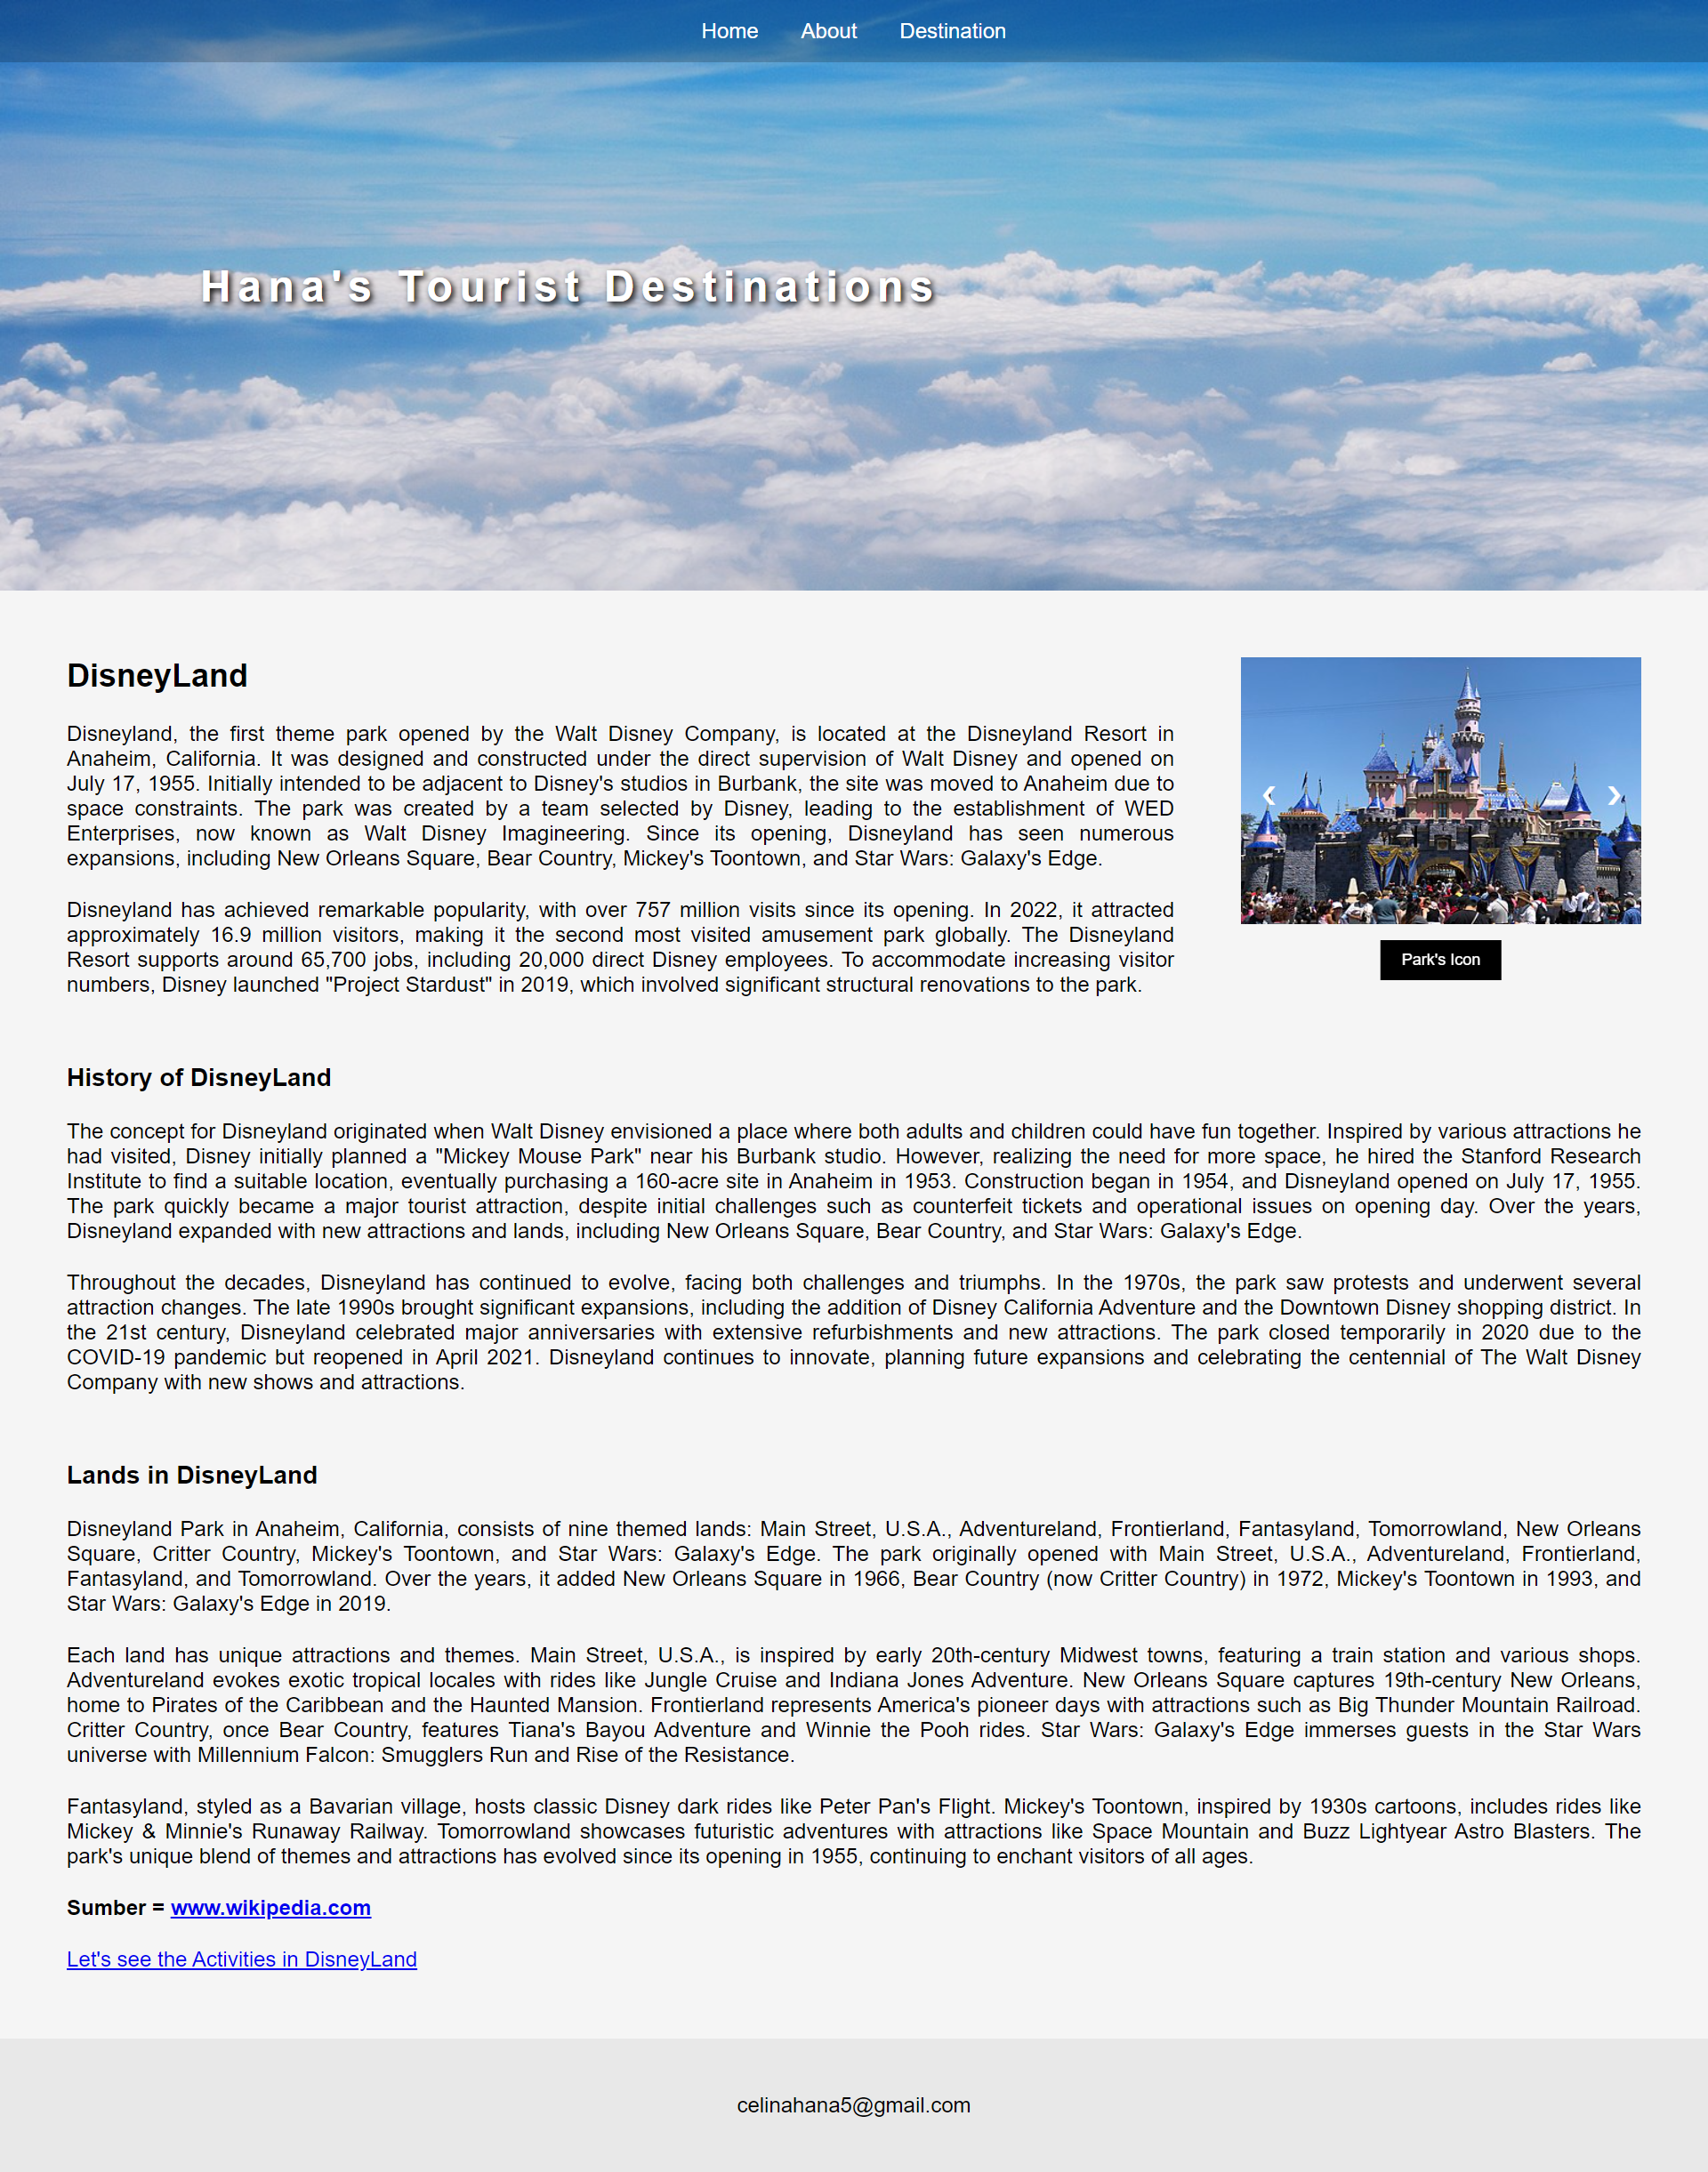 Home About Destination
Hana's Tourist Destinations
DisneyLand
Disneyland, the first theme park opened by the Walt Disney Company, is located at the Disneyland Resort in
Anaheim, California. It was designed and constructed under the direct supervision of Walt Disney and opened on
July 17, 1955. Initially intended to be adjacent to Disney's studios in Burbank, the site was moved to Anaheim due to
space constraints. The park was created by a team selected by Disney, leading to the establishment of WED
Enterprises, now known as Walt Disney Imagineering. Since its opening, Disneyland has seen numerous
expansions, including New Orleans Square, Bear Country, Mickey's Toontown, and Star Wars: Galaxy's Edge.
Disneyland has achieved remarkable popularity, with over 757 million visits since its opening. In 2022, it attracted
approximately 16.9 million visitors, making it the second most visited amusement park globally. The Disneyland
Resort supports around 65,700 jobs, including 20,000 direct Disney employees. To accommodate increasing visitor
numbers, Disney launched "Project Stardust" in 2019, which involved significant structural renovations to the park.
❮ ❯
Park's Icon
History of DisneyLand
The concept for Disneyland originated when Walt Disney envisioned a place where both adults and children could have fun together. Inspired by various attractions he
had visited, Disney initially planned a "Mickey Mouse Park" near his Burbank studio. However, realizing the need for more space, he hired the Stanford Research
Institute to find a suitable location, eventually purchasing a 160-acre site in Anaheim in 1953. Construction began in 1954, and Disneyland opened on July 17, 1955.
The park quickly became a major tourist attraction, despite initial challenges such as counterfeit tickets and operational issues on opening day. Over the years,
Disneyland expanded with new attractions and lands, including New Orleans Square, Bear Country, and Star Wars: Galaxy's Edge.
Throughout the decades, Disneyland has continued to evolve, facing both challenges and triumphs. In the 1970s, the park saw protests and underwent several
attraction changes. The late 1990s brought significant expansions, including the addition of Disney California Adventure and the Downtown Disney shopping district. In
the 21st century, Disneyland celebrated major anniversaries with extensive refurbishments and new attractions. The park closed temporarily in 2020 due to the
COVID-19 pandemic but reopened in April 2021. Disneyland continues to innovate, planning future expansions and celebrating the centennial of The Walt Disney
Company with new shows and attractions.
Lands in DisneyLand
Disneyland Park in Anaheim, California, consists of nine themed lands: Main Street, U.S.A., Adventureland, Frontierland, Fantasyland, Tomorrowland, New Orleans
Square, Critter Country, Mickey's Toontown, and Star Wars: Galaxy's Edge. The park originally opened with Main Street, U.S.A., Adventureland, Frontierland,
Fantasyland, and Tomorrowland. Over the years, it added New Orleans Square in 1966, Bear Country (now Critter Country) in 1972, Mickey's Toontown in 1993, and
Star Wars: Galaxy's Edge in 2019.
Each land has unique attractions and themes. Main Street, U.S.A., is inspired by early 20th-century Midwest towns, featuring a train station and various shops.
Adventureland evokes exotic tropical locales with rides like Jungle Cruise and Indiana Jones Adventure. New Orleans Square captures 19th-century New Orleans,
home to Pirates of the Caribbean and the Haunted Mansion. Frontierland represents America's pioneer days with attractions such as Big Thunder Mountain Railroad.
Critter Country, once Bear Country, features Tiana's Bayou Adventure and Winnie the Pooh rides. Star Wars: Galaxy's Edge immerses guests in the Star Wars
universe with Millennium Falcon: Smugglers Run and Rise of the Resistance.
Fantasyland, styled as a Bavarian village, hosts classic Disney dark rides like Peter Pan's Flight. Mickey's Toontown, inspired by 1930s cartoons, includes rides like
Mickey & Minnie's Runaway Railway. Tomorrowland showcases futuristic adventures with attractions like Space Mountain and Buzz Lightyear Astro Blasters. The
park's unique blend of themes and attractions has evolved since its opening in 1955, continuing to enchant visitors of all ages.
Sumber = www.wikipedia.com
Let's see the Activities in DisneyLand
celinahana5@gmail.com